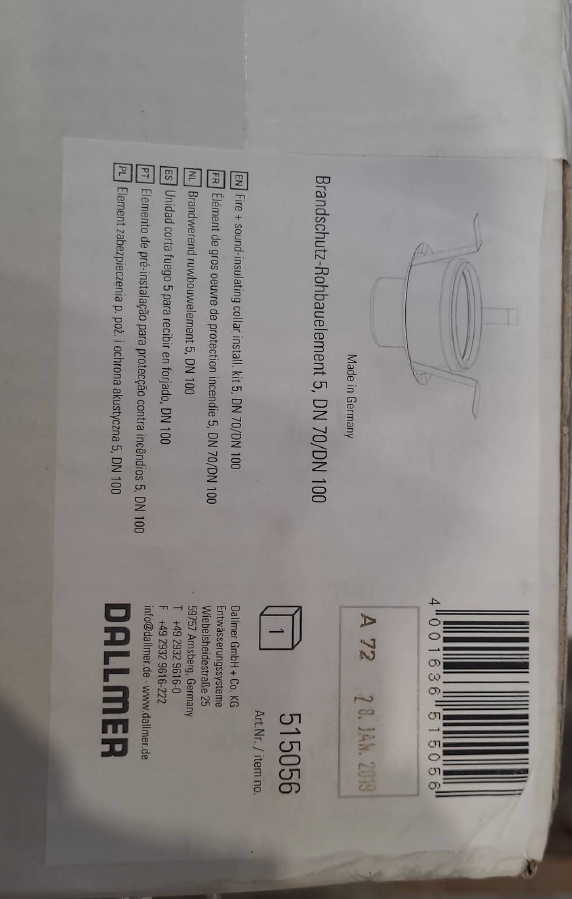 Made in Germany
Brandschutz-Rohbauelement 5, DN 70/DN 100
EN Fire + sound-insulating collar install. kit 5, DN 70/DN 100
FR Élément de gros oeuvre de protection incendie 5, DN 70/DN 100
NL Brandwerend ruwbouwelement 5, DN 100
ES Unidad corta fuego 5 para recibir en forjado, DN 100
PT Elemento de pré-instalação para protecção contra incêndios 5, DN 100
PL Element zabezpieczenia p. poż. i ochrona akustyczna 5, DN 100
4 001636 515056
A 72 28. JAN. 2019
1
515056
Art.Nr. / item no.
Dallmer GmbH + Co. KG
Entwässerungssysteme
Wiebelsheidestraße 25
59757 Arnsberg, Germany
T +49 2932 9616-0
F +49 2932 9616-222
info@dallmer.de · www.dallmer.de
DALLMER